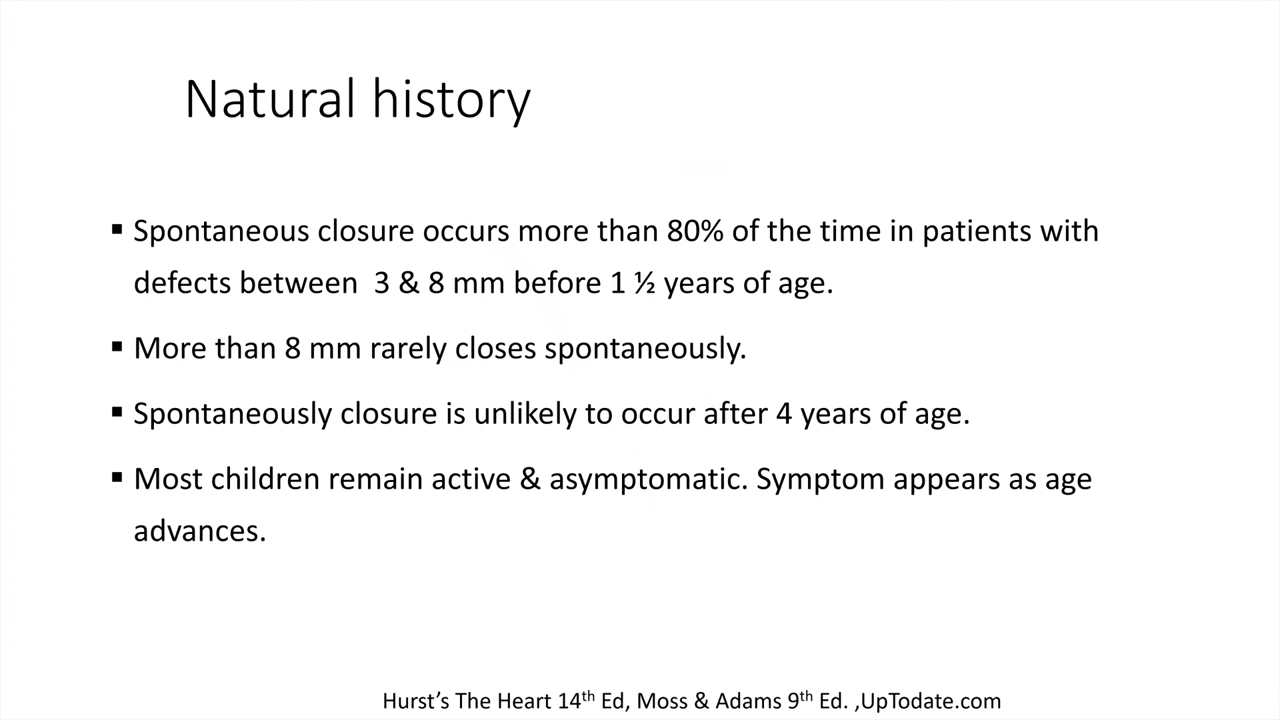 Natural history
▪ Spontaneous closure occurs more than 80% of the time in patients with
defects between  3 & 8 mm before 1 ½ years of age.
▪ More than 8 mm rarely closes spontaneously.
▪ Spontaneously closure is unlikely to occur after 4 years of age.
▪ Most children remain active & asymptomatic. Symptom appears as age
advances.
Hurst’s The Heart 14th Ed, Moss & Adams 9th Ed. ,UpTodate.com